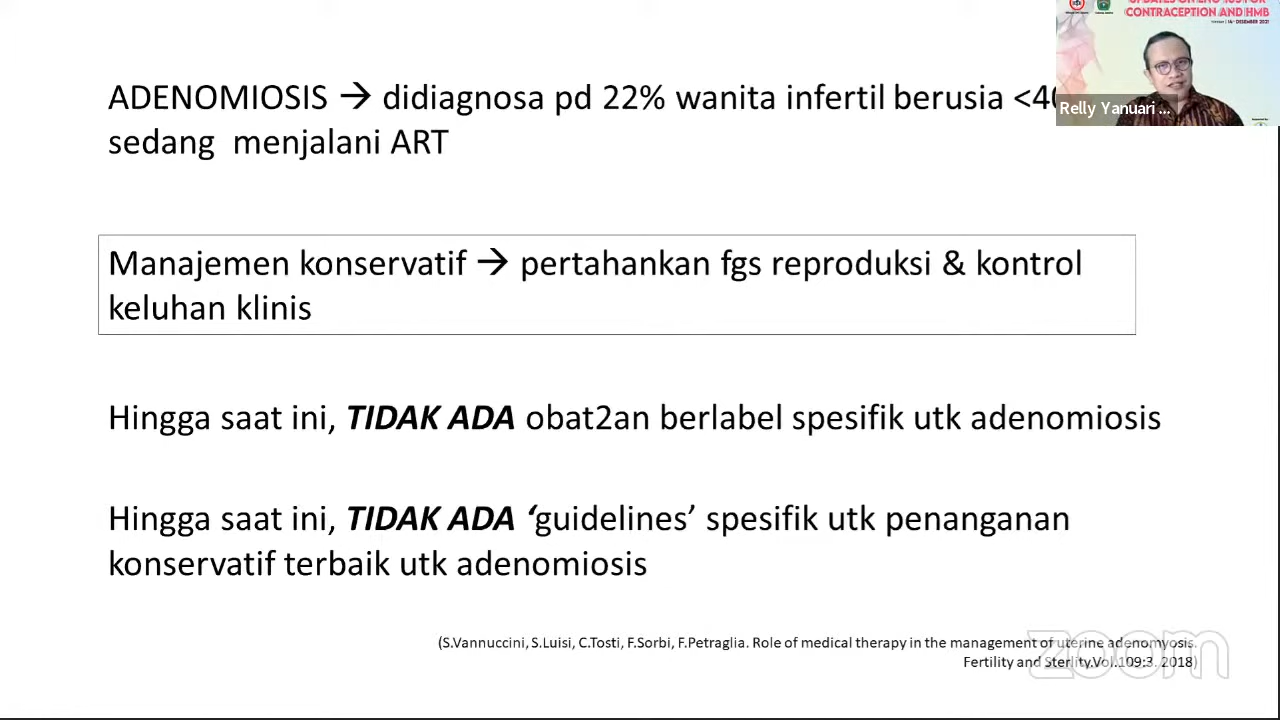 CONTRACEPTION AND HMB
ADENOMIOSIS → didiagnosa pd 22% wanita infertil berusia <40
sedang menjalani ART
Relly Yanuari ...
Manajemen konservatif → pertahankan fgs reproduksi & kontrol
keluhan klinis
Hingga saat ini, TIDAK ADA obat2an berlabel spesifik utk adenomiosis
Hingga saat ini, TIDAK ADA ‘guidelines’ spesifik utk penanganan
konservatif terbaik utk adenomiosis
(S.Vannuccini, S.Luisi, C.Tosti, F.Sorbi, F.Petraglia. Role of medical therapy in the management of uterine adenomyosis.
Fertility and Sterlity,Vol.109:3. 2018)
zoom